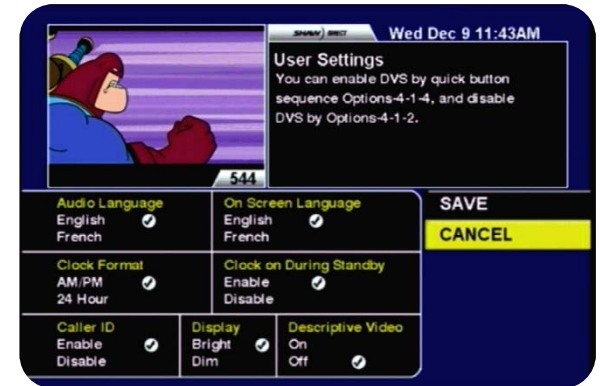 SHAW) DIRECT
Wed Dec 9 11:43AM
User Settings
You can enable DVS by quick button
sequence Options-4-1-4, and disable
DVS by Options-4-1-2.
544
Audio Language
English
French
On Screen Language
English
French
SAVE
CANCEL
Clock Format
AM/PM
24 Hour
Clock on During Standby
Enable
Disable
Caller ID
Enable
Disable
Display
Bright
Dim
Descriptive Video
On
Off